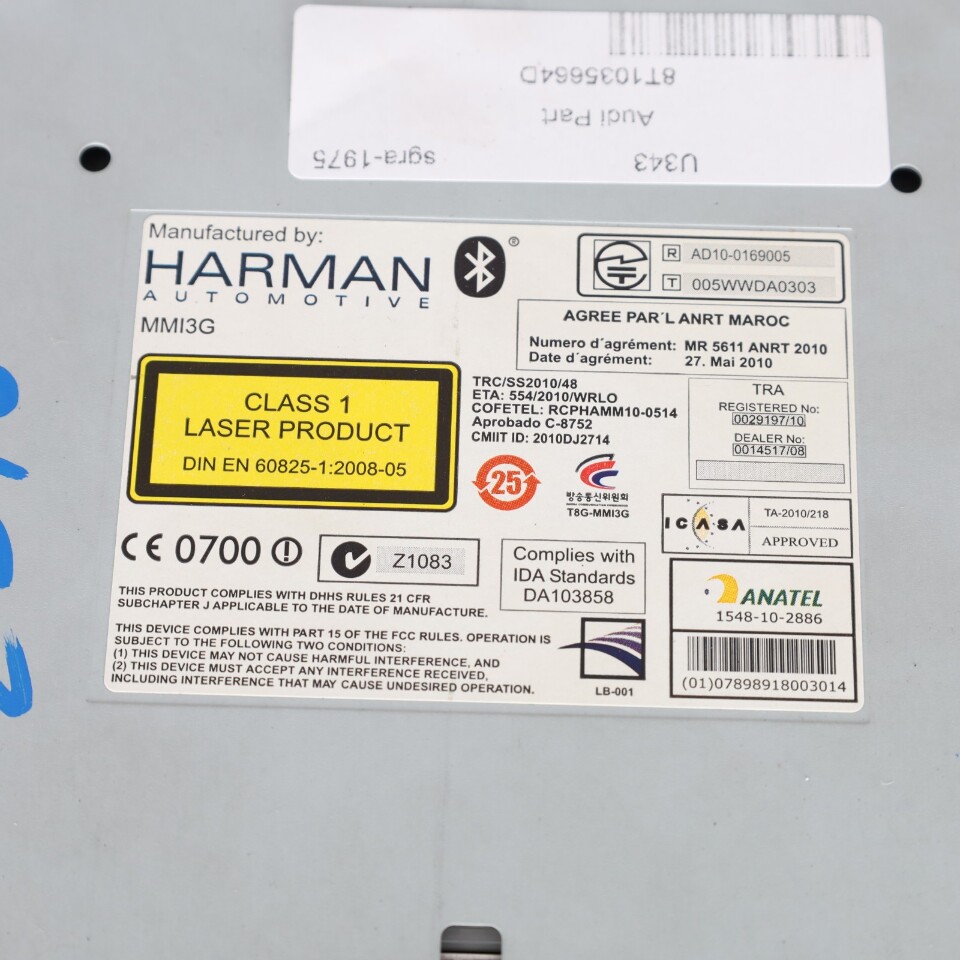 8T1035664D
Audi Part
U343
sgra-1975
Manufactured by:
HARMAN
AUTOMOTIVE
MMI3G
R AD10-0169005
T 005WWDA0303
AGREE PAR´L ANRT MAROC
Numero d´agrément: MR 5611 ANRT 2010
Date d´agrément: 27. Mai 2010
CLASS 1
LASER PRODUCT
DIN EN 60825-1:2008-05
TRC/SS2010/48
ETA: 554/2010/WRLO
COFETEL: RCPHAMM10-0514
Aprobado C-8752
CMIIT ID: 2010DJ2714
TRA
REGISTERED No:
0029197/10
DEALER No:
0014517/08
25
방송통신위원회
T8G-MMI3G
ICASA
TA-2010/218
APPROVED
CE 0700
Z1083
Complies with
IDA Standards
DA103858
ANATEL
1548-10-2886
(01)07898918003014
THIS PRODUCT COMPLIES WITH DHHS RULES 21 CFR
SUBCHAPTER J APPLICABLE TO THE DATE OF MANUFACTURE.
THIS DEVICE COMPLIES WITH PART 15 OF THE FCC RULES. OPERATION IS
SUBJECT TO THE FOLLOWING TWO CONDITIONS:
(1) THIS DEVICE MAY NOT CAUSE HARMFUL INTERFERENCE, AND
(2) THIS DEVICE MUST ACCEPT ANY INTERFERENCE RECEIVED,
INCLUDING INTERFERENCE THAT MAY CAUSE UNDESIRED OPERATION.
LB-001